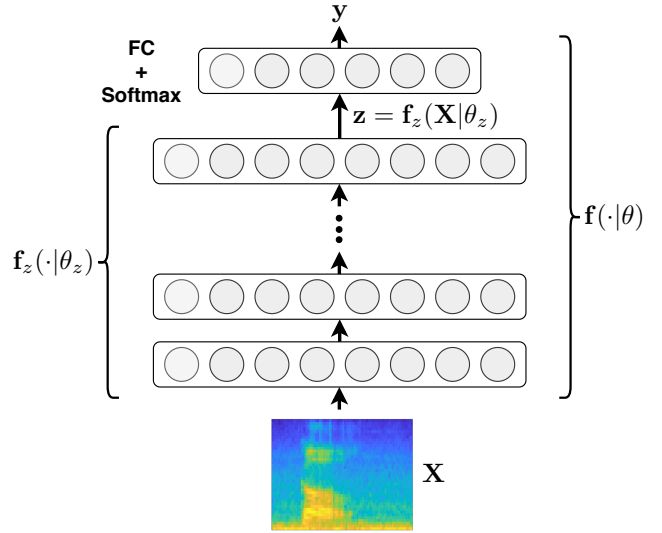 y
FC
+
Softmax
z = f_z(X|θ_z)
f(·|θ)
f_z(·|θ_z)
X